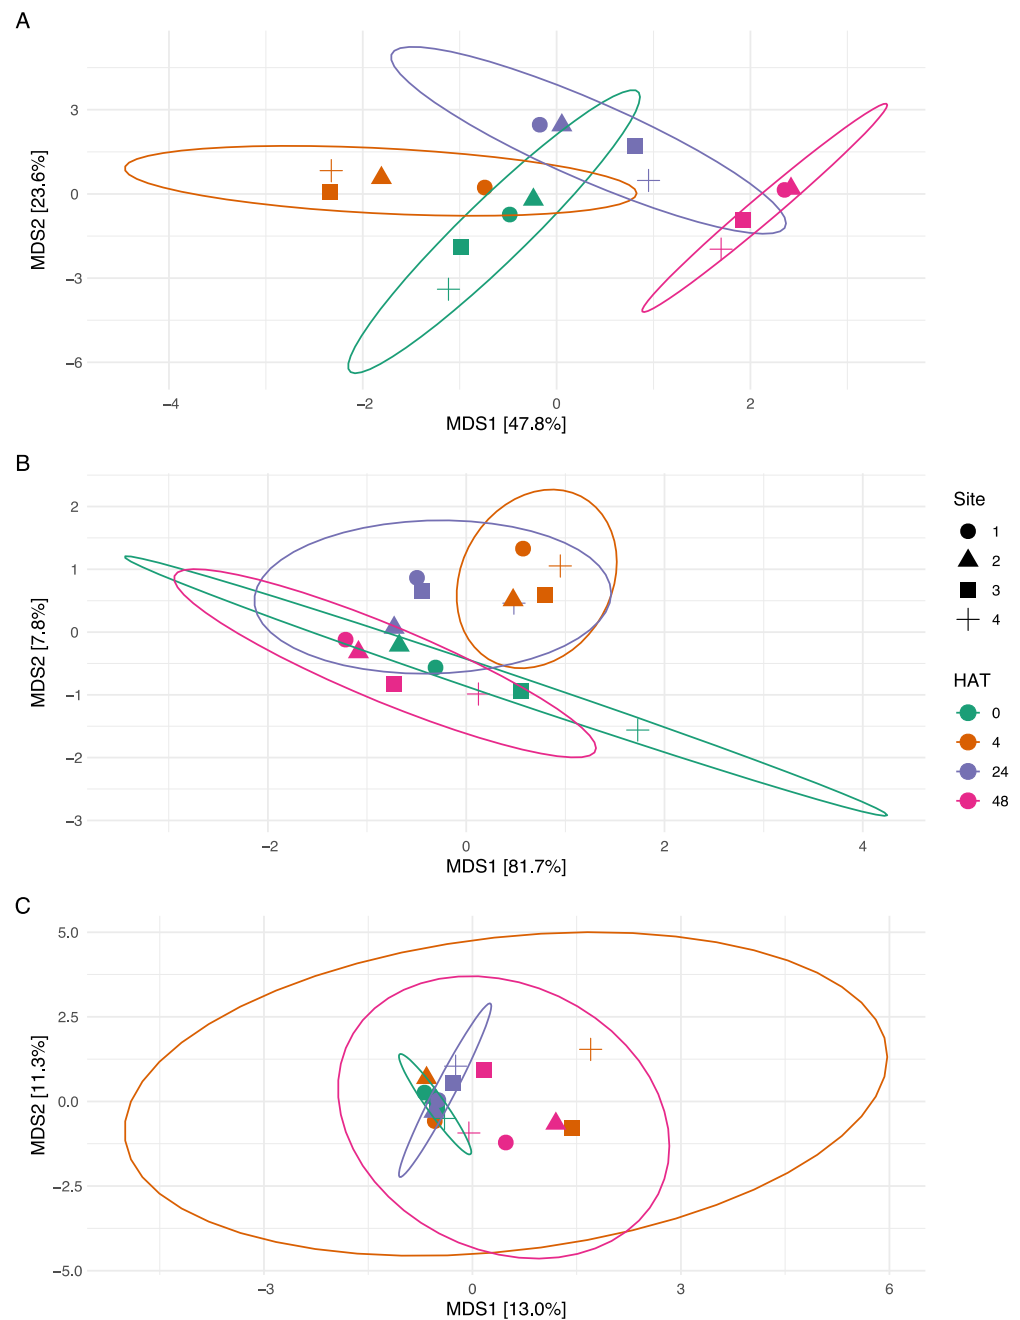 A
3
0
−3
−6
MDS2 [23.6%]
−4 −2 0 2
MDS1 [47.8%]
B
2
1
0
−1
−2
−3
MDS2 [7.8%]
−2 0 2 4
MDS1 [81.7%]
Site
1
2
3
4
HAT
0
4
24
48
C
5.0
2.5
0.0
−2.5
−5.0
MDS2 [11.3%]
−3 0 3 6
MDS1 [13.0%]